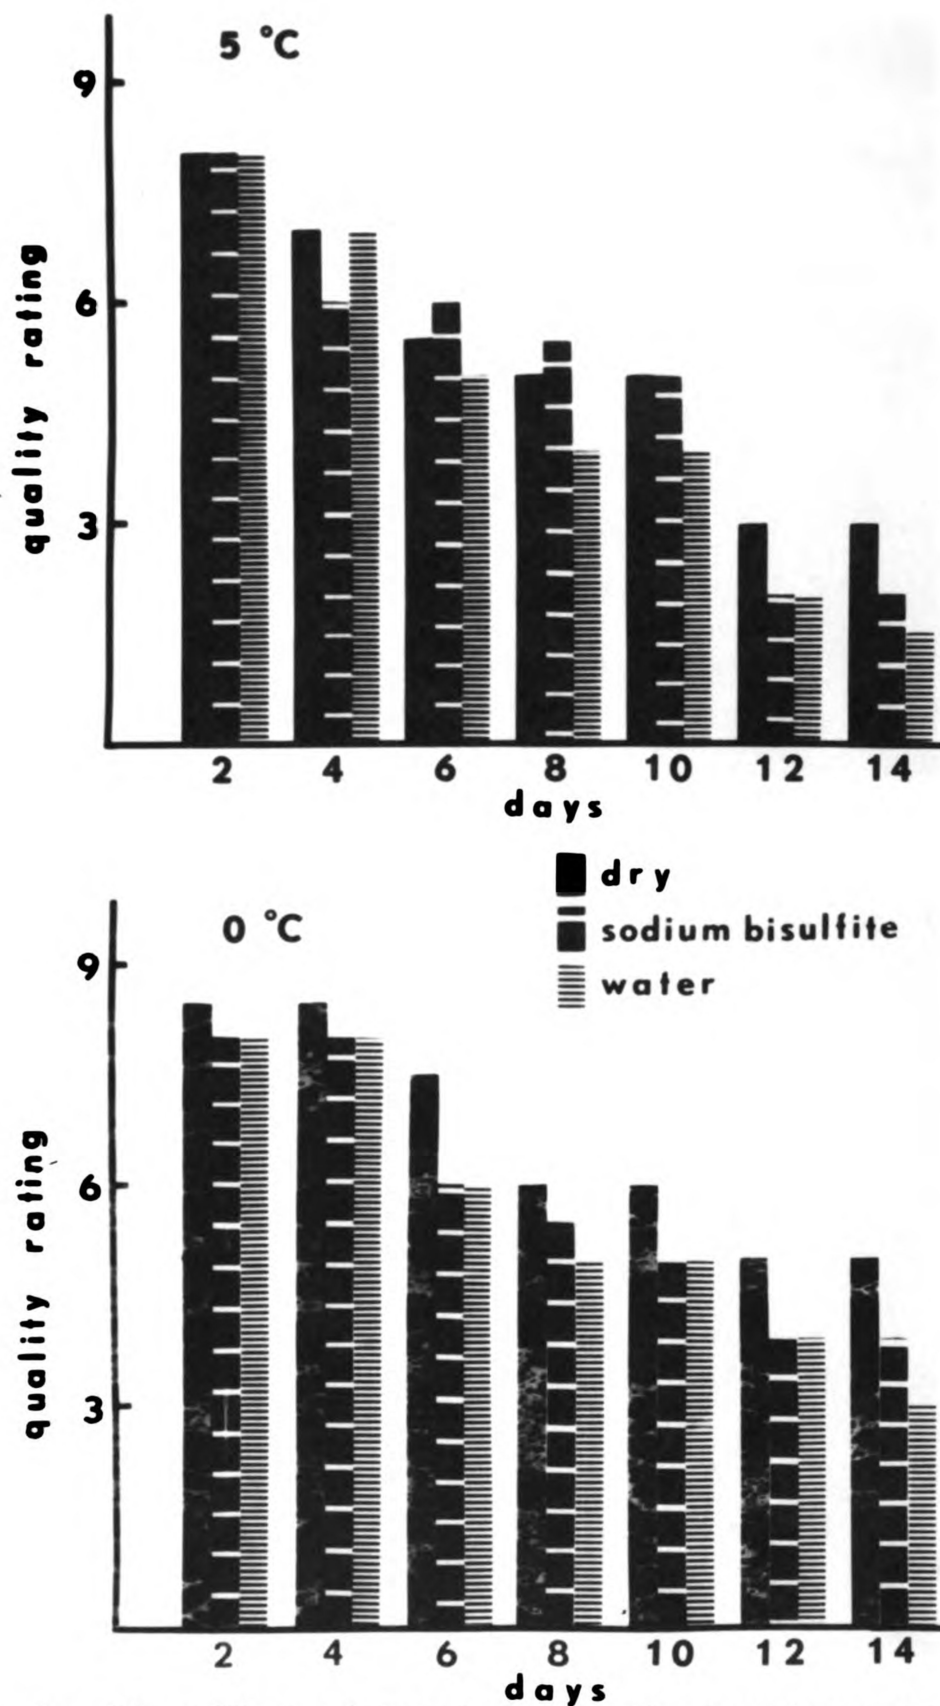 5 °C
9
6
3
quality rating
2 4 6 8 10 12 14
days
dry
sodium bisulfite
water
0 °C
9
6
3
quality rating
2 4 6 8 10 12 14
days